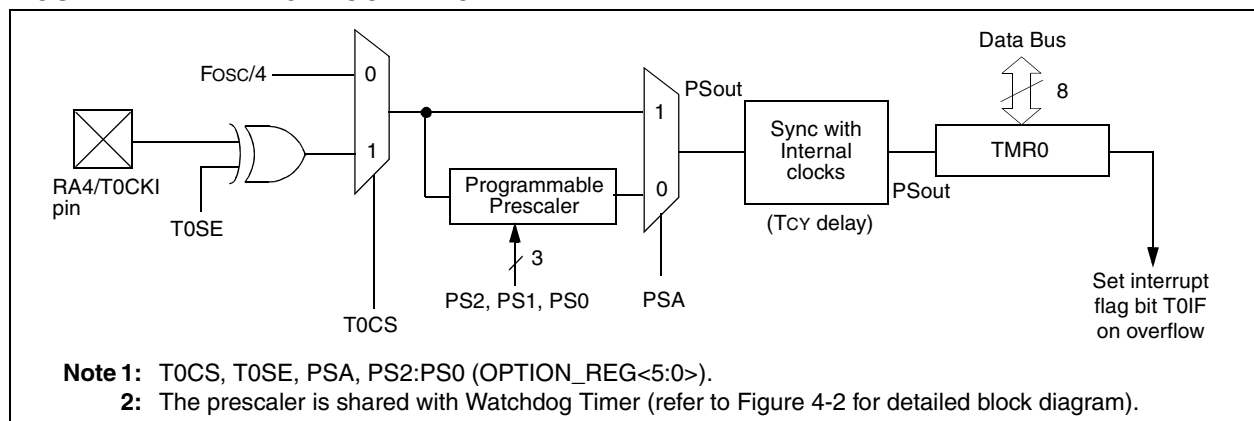 Data Bus
8
FOSC/4
0
1
RA4/T0CKI
pin
T0SE
T0CS
Programmable
Prescaler
3
PS2, PS1, PS0
1
0
PSA
PSout
Sync with
Internal
clocks
(TCY delay)
PSout
TMR0
Set interrupt
flag bit T0IF
on overflow
Note 1: T0CS, T0SE, PSA, PS2:PS0 (OPTION_REG<5:0>).
2: The prescaler is shared with Watchdog Timer (refer to Figure 4-2 for detailed block diagram).